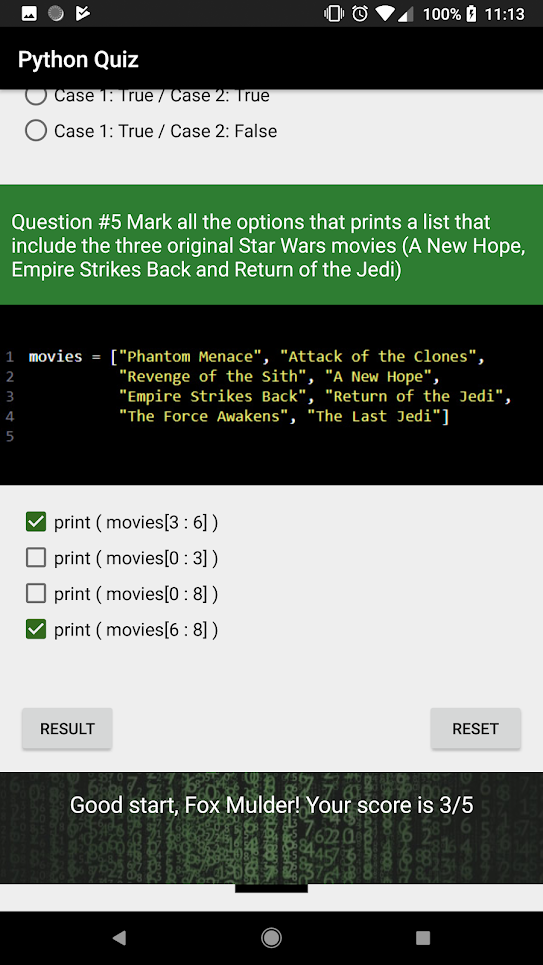 100% 11:13
Python Quiz
Case 1: True / Case 2: True
Case 1: True / Case 2: False
Question #5 Mark all the options that prints a list that
include the three original Star Wars movies (A New Hope,
Empire Strikes Back and Return of the Jedi)
1 movies = ["Phantom Menace", "Attack of the Clones",
2 "Revenge of the Sith", "A New Hope",
3 "Empire Strikes Back", "Return of the Jedi",
4 "The Force Awakens", "The Last Jedi"]
5
print ( movies[3 : 6] )
print ( movies[0 : 3] )
print ( movies[0 : 8] )
print ( movies[6 : 8] )
RESULT RESET
Good start, Fox Mulder! Your score is 3/5